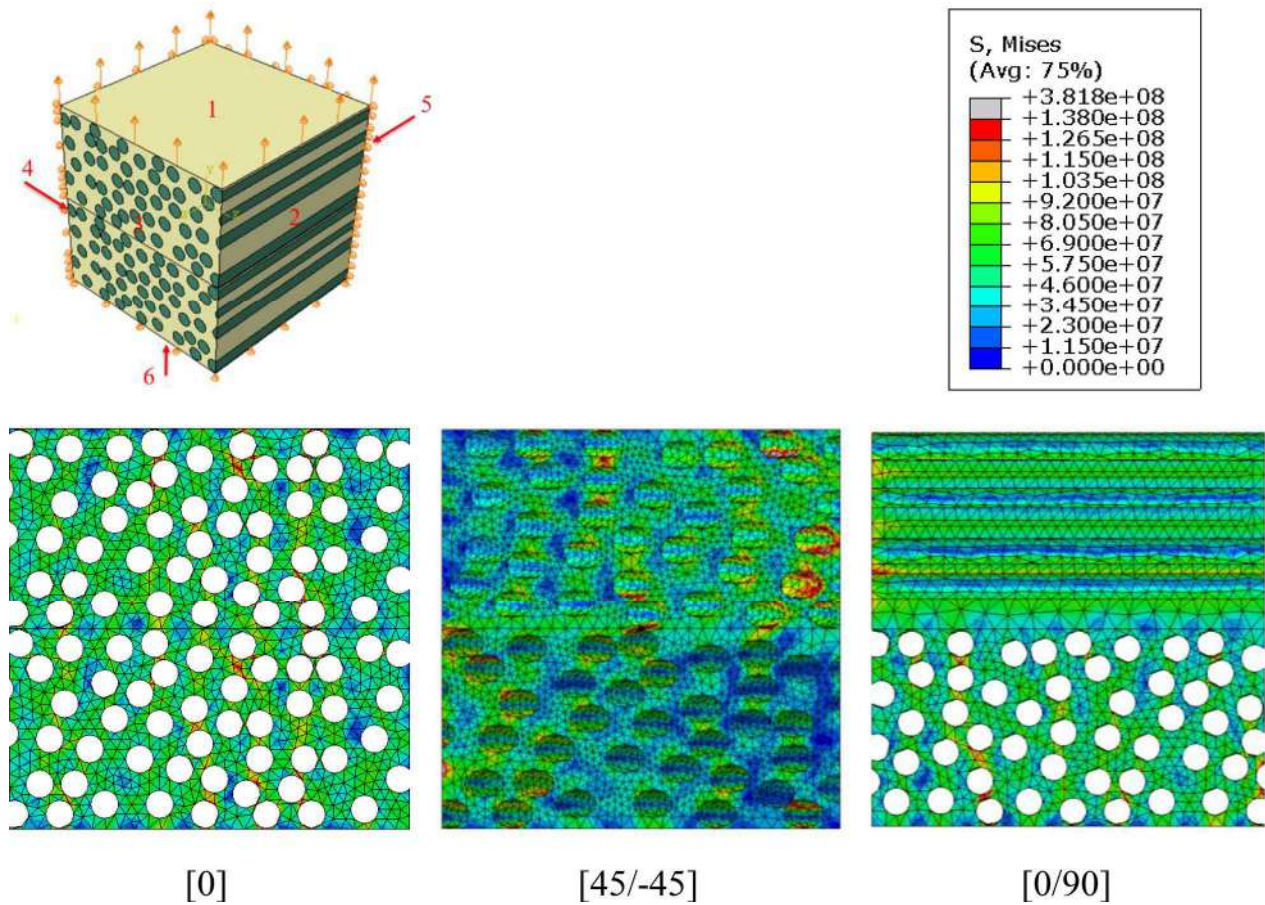 1
2
3
4
5
6
Y
S, Mises
(Avg: 75%)
+3.818e+08
+1.380e+08
+1.265e+08
+1.150e+08
+1.035e+08
+9.200e+07
+8.050e+07
+6.900e+07
+5.750e+07
+4.600e+07
+3.450e+07
+2.300e+07
+1.150e+07
+0.000e+00
[0]
[45/-45]
[0/90]